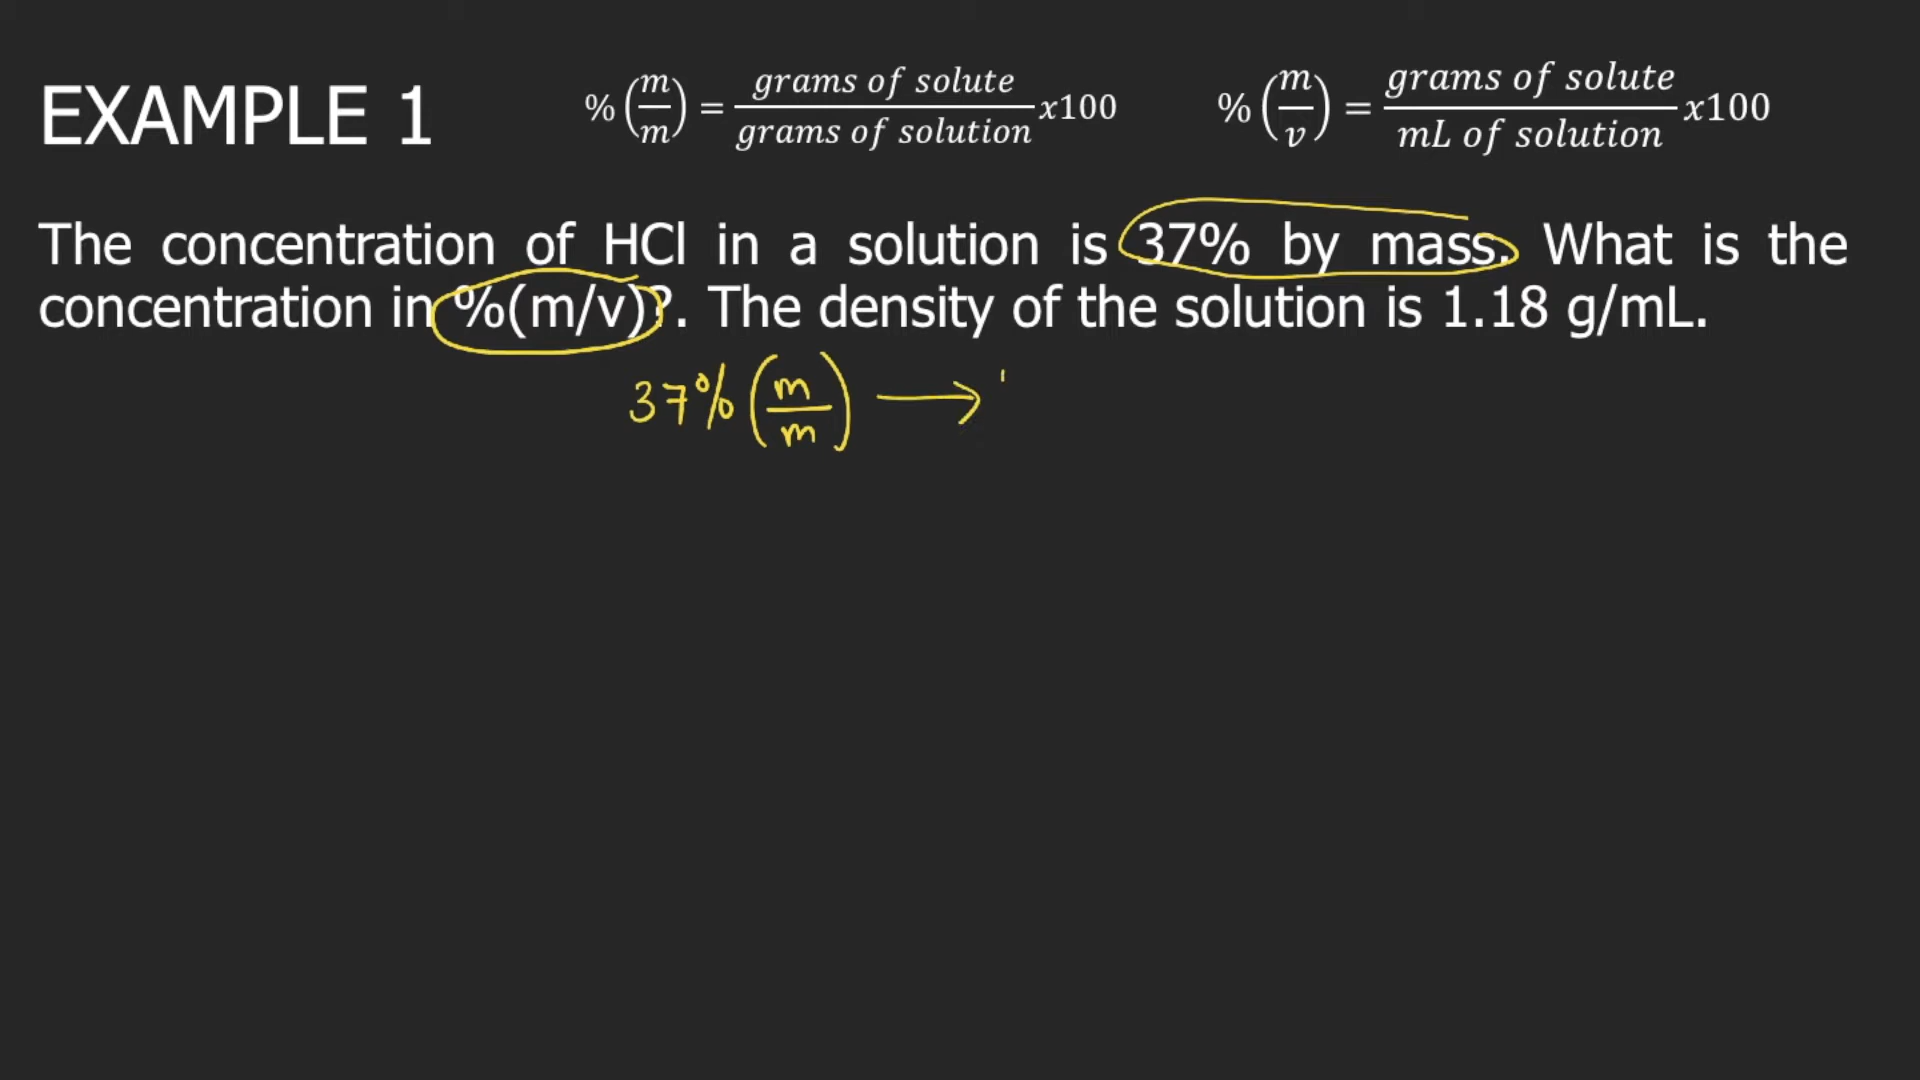 EXAMPLE 1
% (m/m) = grams of solute / grams of solution x100
% (m/v) = grams of solute / mL of solution x100
The concentration of HCl in a solution is 37% by mass. What is the
concentration in %(m/v)?. The density of the solution is 1.18 g/mL.
37% (m/m) →